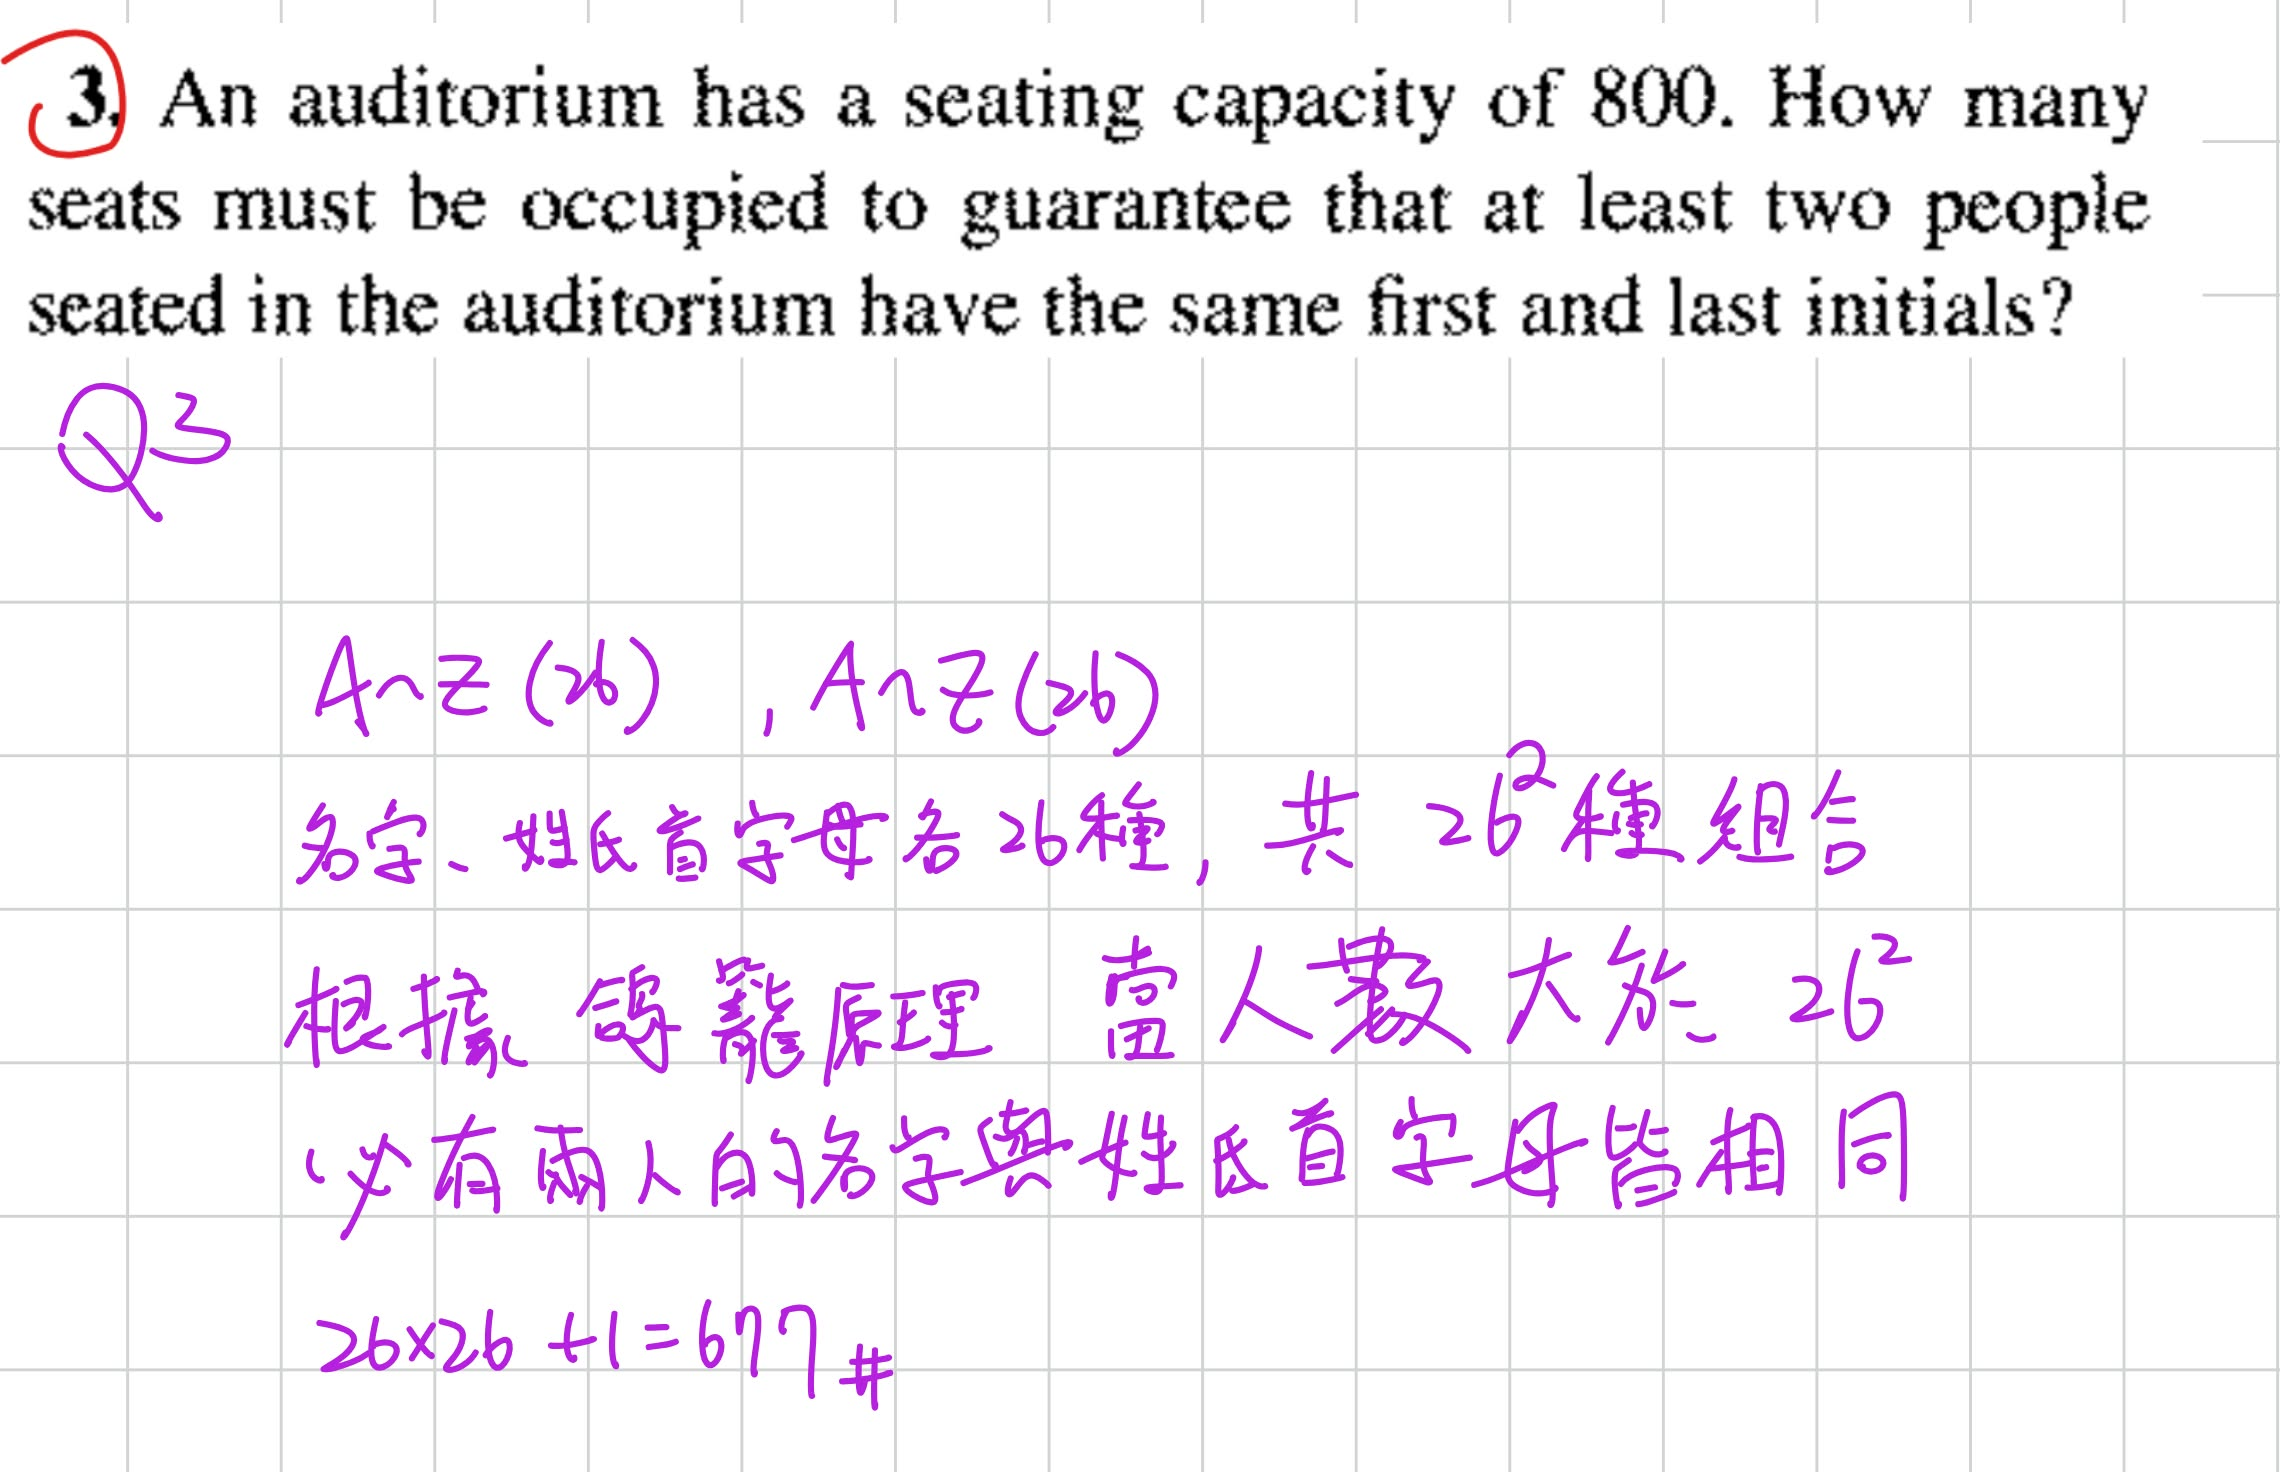 3. An auditorium has a seating capacity of 800. How many
seats must be occupied to guarantee that at least two people
seated in the auditorium have the same first and last initials?
Q3
A~Z (26) , A~Z (26)
名字、姓氏首字母各26種, 共 26² 種組合
根據鴿籠原理 當人數大於 26²
必有兩人的名字與姓氏首字母皆相同
26×26 +1 = 677 #